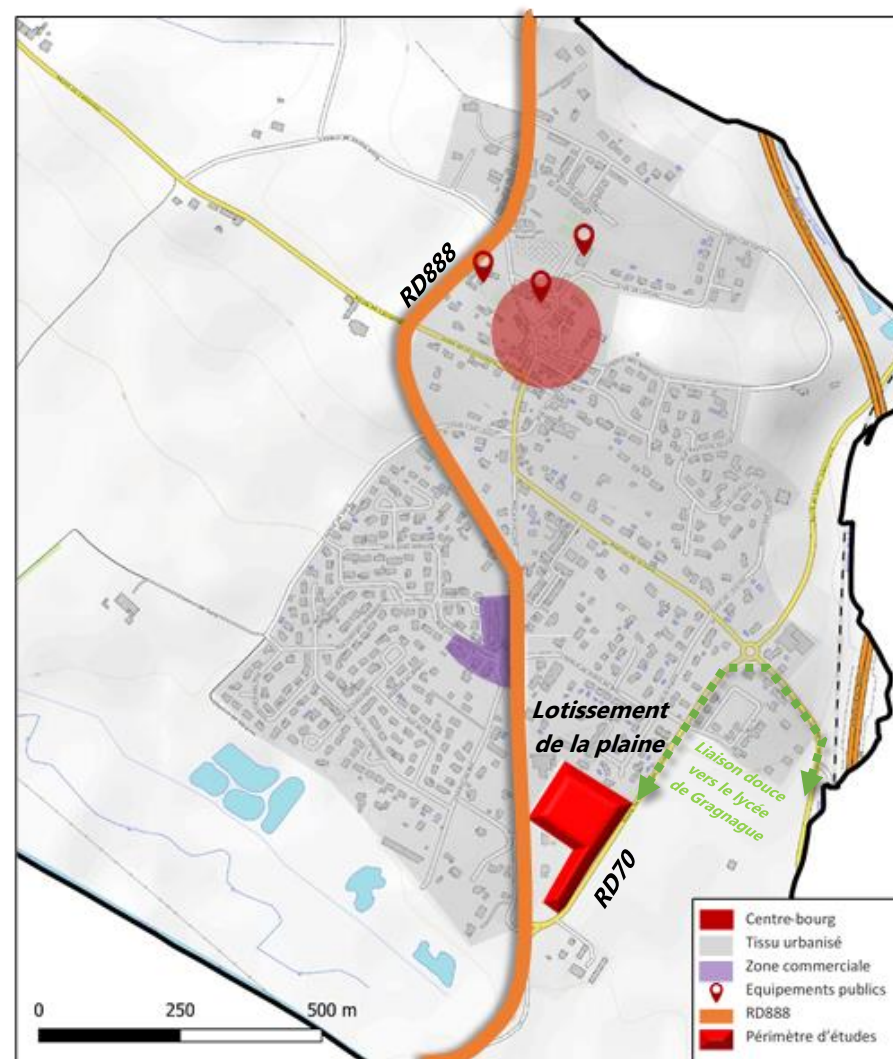 RD888
Lotissement
de la plaine
Liaison douce
vers le lycée
de Gragnague
RD70
Centre-bourg
Tissu urbanisé
Zone commerciale
Equipements publics
RD888
Périmètre d'études
0 250 500 m